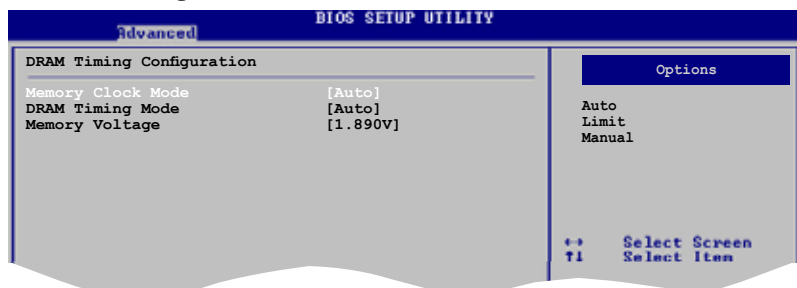 BIOS SETUP UTILITY
Advanced
DRAM Timing Configuration
Memory Clock Mode [Auto]
DRAM Timing Mode [Auto]
Memory Voltage [1.890V]
Options
Auto
Limit
Manual
↔ Select Screen
↑↓ Select Item